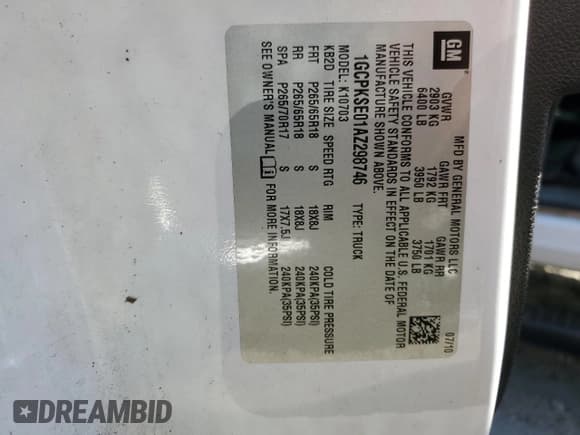 GM
MFD BY GENERAL MOTORS LLC
07/10
GVWR GAWR FRT GAWR RR
2903 KG 1792 KG 1701 KG
6400 LB 3950 LB 3750 LB
THIS VEHICLE CONFORMS TO ALL APPLICABLE U.S. FEDERAL MOTOR
VEHICLE SAFETY STANDARDS IN EFFECT ON THE DATE OF
MANUFACTURE SHOWN ABOVE.
1GCPKSE01AZ298746 TYPE: TRUCK
MODEL: K10703
KB2D TIRE SIZE SPEED RTG RIM COLD TIRE PRESSURE
FRT P265/65R18 S 18X8J 240KPA(35PSI)
RR P265/65R18 S 18X8J 240KPA(35PSI)
SPA P265/70R17 S 17X7.5J 240KPA(35PSI)
SEE OWNER'S MANUAL FOR MORE INFORMATION.
DREAMBID